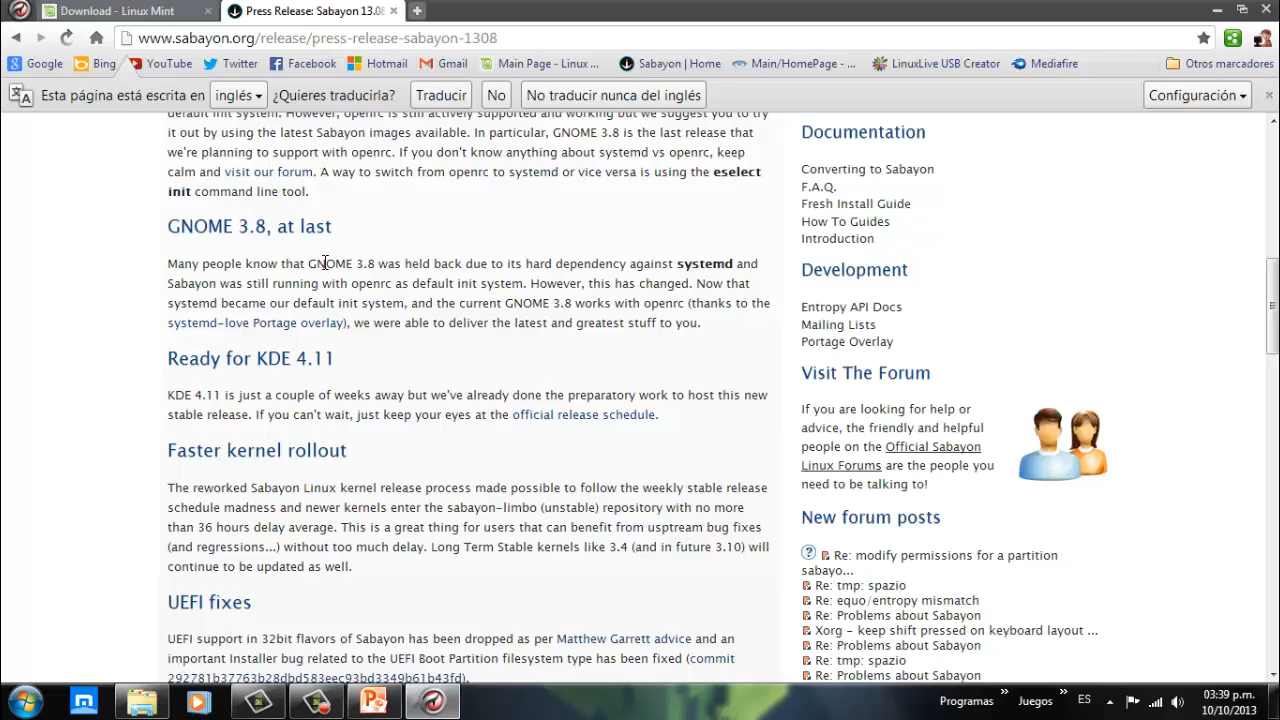 Download - Linux Mint
Press Release: Sabayon 13.08
www.sabayon.org/release/press-release-sabayon-1308
Google
Bing
YouTube
Twitter
Facebook
Hotmail
Gmail
Main Page - Linux ...
Sabayon | Home
Main/HomePage - ...
LinuxLive USB Creator
Mediafire
Otros marcadores
Esta página está escrita en
inglés
¿Quieres traducirla?
Traducir
No
No traducir nunca del inglés
Configuración
default init system. However, openrc is still actively supported and working but we suggest you to try
it out by using the latest Sabayon images available. In particular, GNOME 3.8 is the last release that
we're planning to support with openrc. If you don't know anything about systemd vs openrc, keep
calm and visit our forum. A way to switch from openrc to systemd or vice versa is using the eselect
init command line tool.
GNOME 3.8, at last
Many people know that GNOME 3.8 was held back due to its hard dependency against systemd and
Sabayon was still running with openrc as default init system. However, this has changed. Now that
systemd became our default init system, and the current GNOME 3.8 works with openrc (thanks to the
systemd-love Portage overlay), we were able to deliver the latest and greatest stuff to you.
Ready for KDE 4.11
KDE 4.11 is just a couple of weeks away but we've already done the preparatory work to host this new
stable release. If you can't wait, just keep your eyes at the official release schedule.
Faster kernel rollout
The reworked Sabayon Linux kernel release process made possible to follow the weekly stable release
schedule madness and newer kernels enter the sabayon-limbo (unstable) repository with no more
than 36 hours delay average. This is a great thing for users that can benefit from usptream bug fixes
(and regressions...) without too much delay. Long Term Stable kernels like 3.4 (and in future 3.10) will
continue to be updated as well.
UEFI fixes
UEFI support in 32bit flavors of Sabayon has been dropped as per Matthew Garrett advice and an
important Installer bug related to the UEFI Boot Partition filesystem type has been fixed (commit
292781b37763b28dbd583eec93bd3349b61b43fd).
Documentation
Converting to Sabayon
F.A.Q.
Fresh Install Guide
How To Guides
Introduction
Development
Entropy API Docs
Mailing Lists
Portage Overlay
Visit The Forum
If you are looking for help or
advice, the friendly and helpful
people on the Official Sabayon
Linux Forums are the people you
need to be talking to!
New forum posts
Re: modify permissions for a partition
sabayo...
Re: tmp: spazio
Re: equo/entropy mismatch
Re: Problems about Sabayon
Xorg - keep shift pressed on keyboard layout ...
Re: Problems about Sabayon
Re: tmp: spazio
Re: Problems about Sabayon
Programas
Juegos
ES
03:39 p.m.
10/10/2013